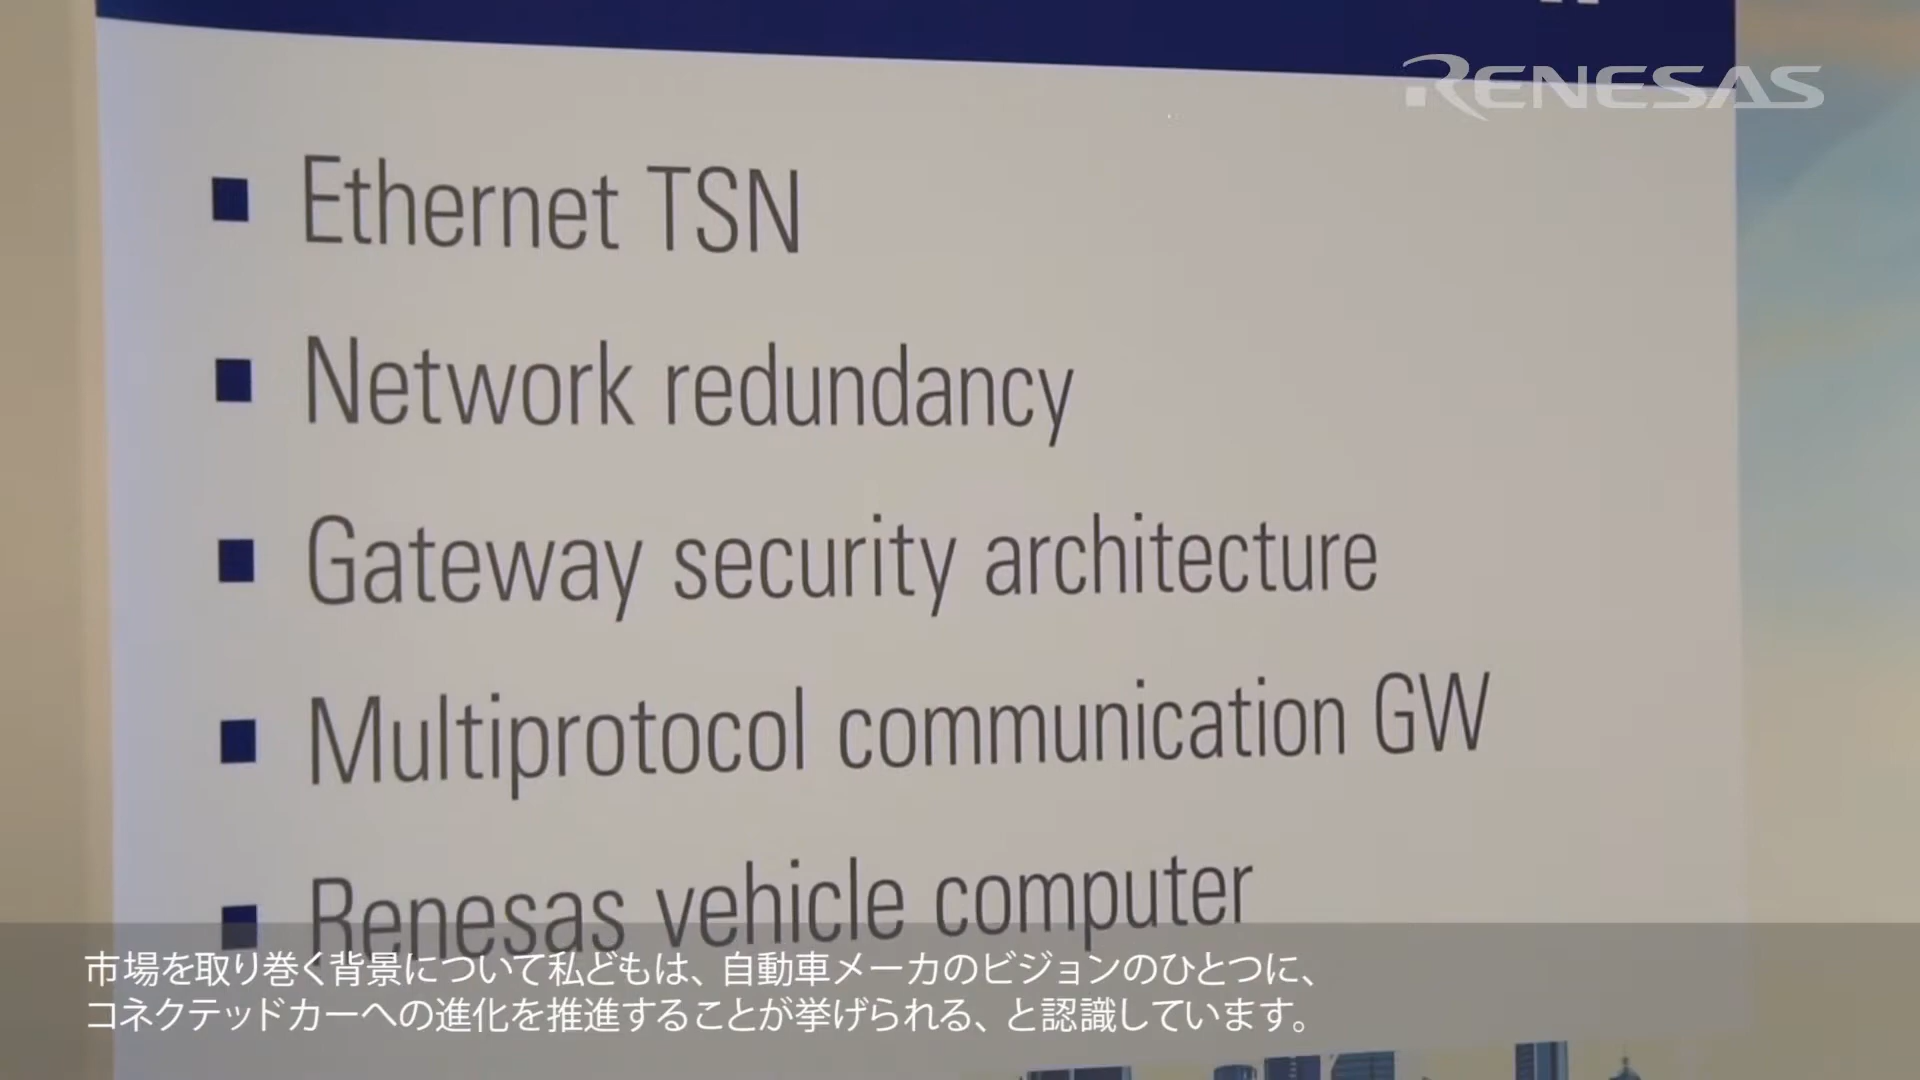 RENESAS
Ethernet TSN
Network redundancy
Gateway security architecture
Multiprotocol communication GW
Renesas vehicle computer
市場を取り巻く背景について私どもは、自動車メーカのビジョンのひとつに、
コネクテッドカーへの進化を推進することが挙げられる、と認識しています。